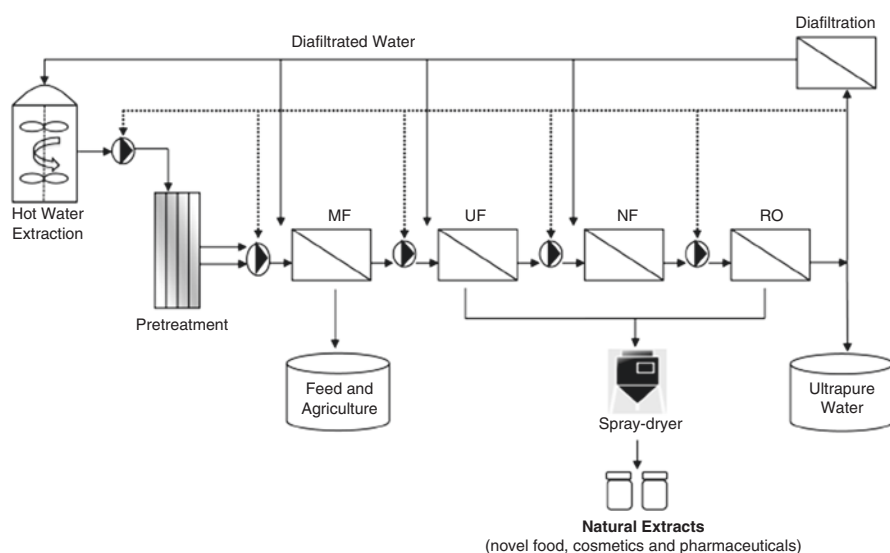 Diafiltration
Diafiltrated Water
Hot Water
Extraction
MF
UF
NF
RO
Pretreatment
Feed and
Agriculture
Spray-dryer
Ultrapure
Water
Natural Extracts
(novel food, cosmetics and pharmaceuticals)